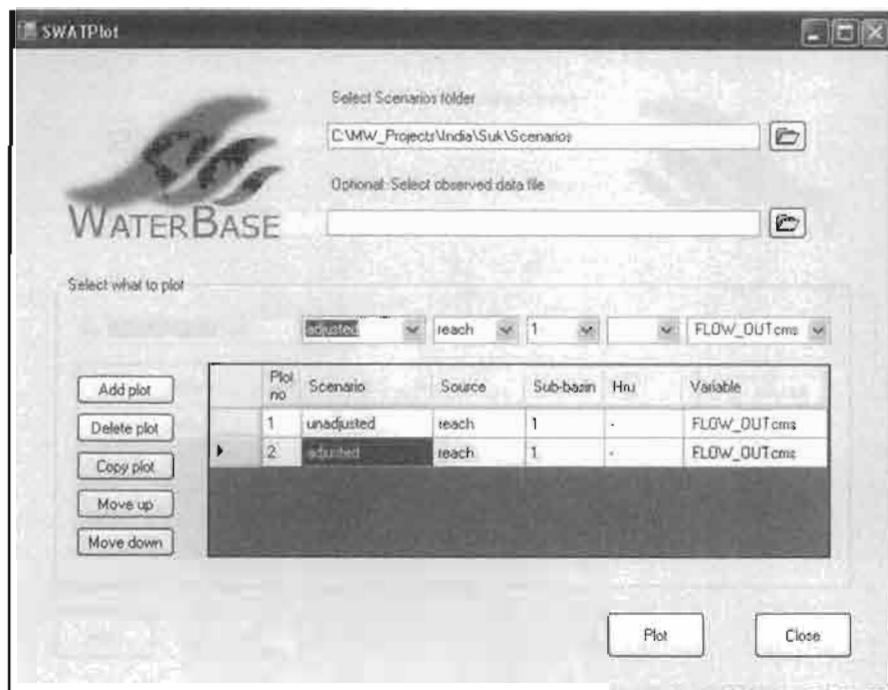 SWATPlot
Select Scenarios folder
C:\MW_Projects\India\Suk\Scenarios
Optional: Select observed data file
WATERBASE
Select what to plot
adjusted reach 1 FLOW_OUTcms
Add plot
Delete plot
Copy plot
Move up
Move down
Plot no Scenario Source Sub-basin Hru Variable
1 unadjusted reach 1 - FLOW_OUTcms
2 adjusted reach 1 - FLOW_OUTcms
Plot Close